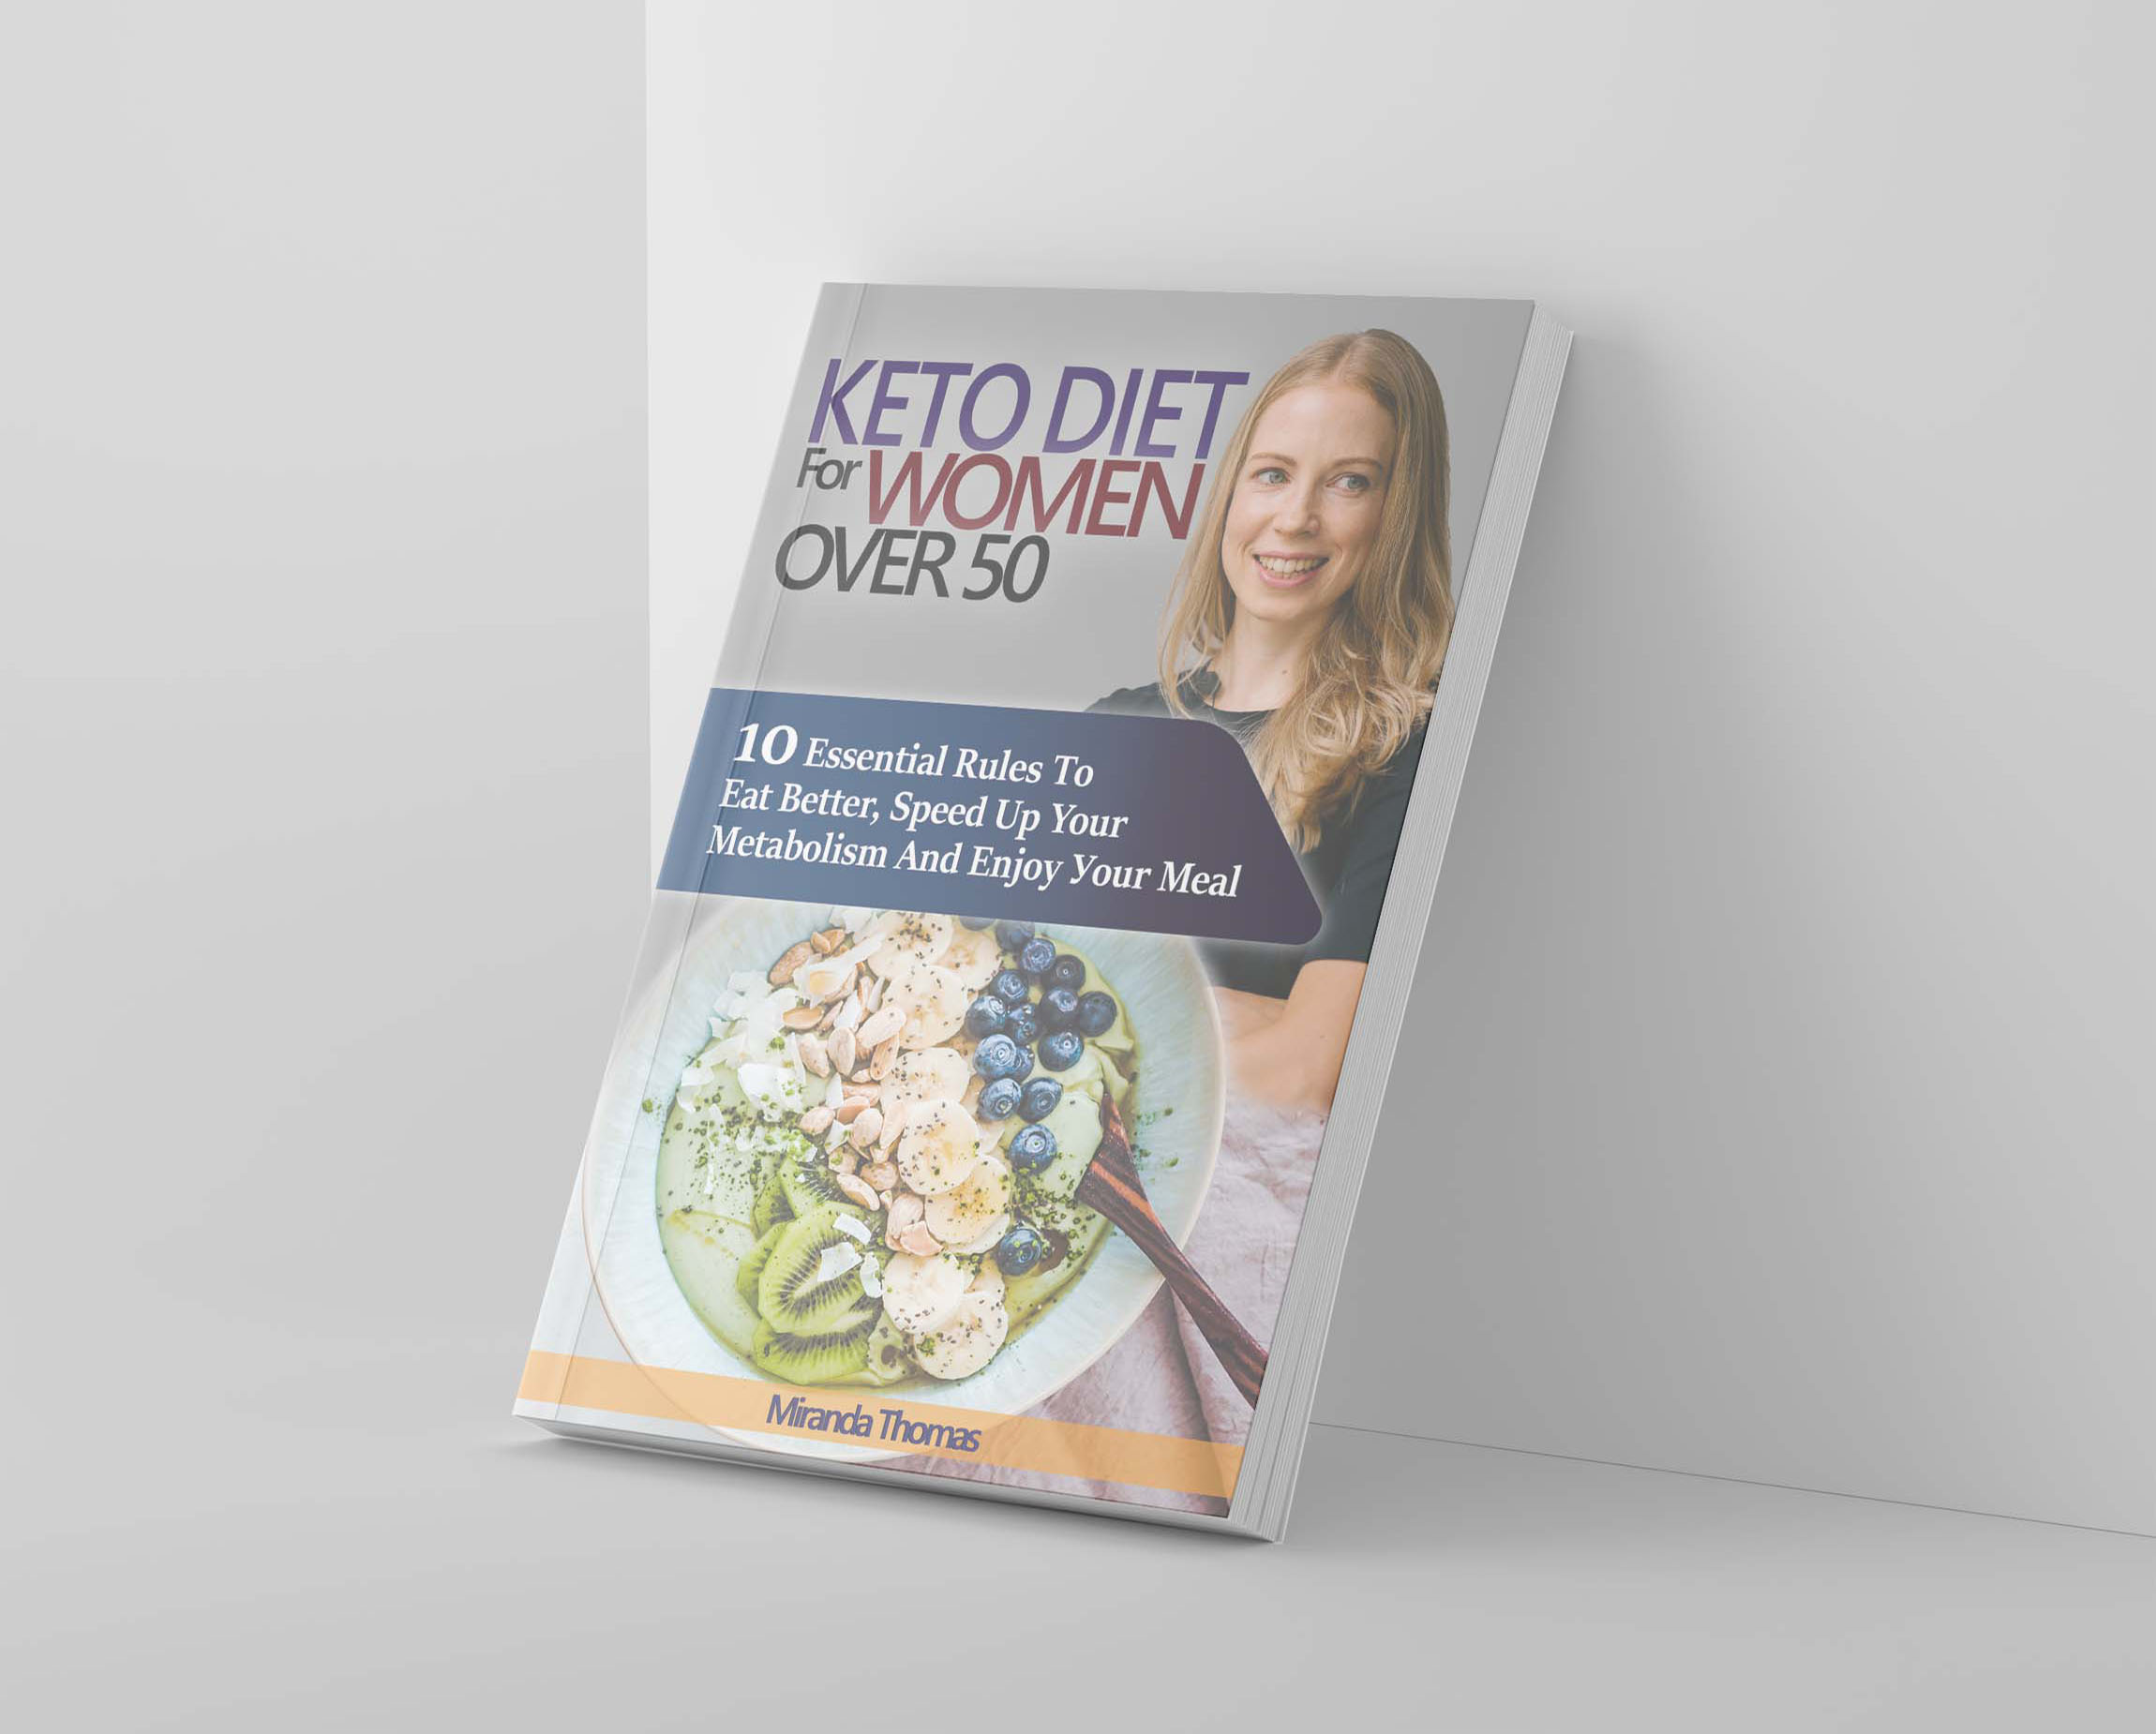 KETO DIET
For WOMEN
OVER 50
10 Essential Rules To
Eat Better, Speed Up Your
Metabolism And Enjoy Your Meal
Miranda Thomas